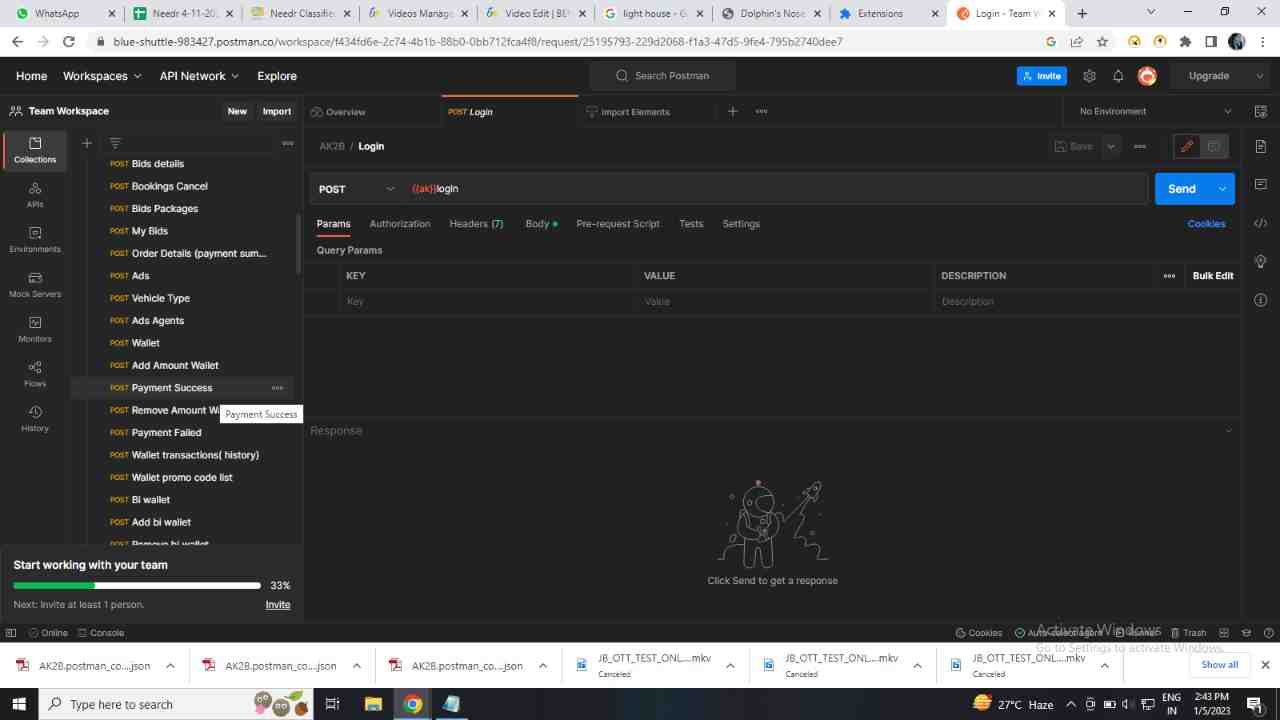 WhatsApp
Needr 4-11-20
Needr Classifie
Videos Manage
Video Edit | BE
light house - G
Dolphin's Nose
Extensions
Login - Team W
blue-shuttle-983427.postman.co/workspace/f434fd6e-2c74-4b1b-88b0-0bb712fca4f8/request/25195793-229d2068-f1a3-47d5-9fe4-795b2740dee7
Home Workspaces API Network Explore
Search Postman
Invite
Upgrade
Team Workspace New Import
Overview
POST Login
Import Elements
No Environment
Collections
APIs
Environments
Mock Servers
Monitors
Flows
History
POST Bids details
POST Bookings Cancel
POST Bids Packages
POST My Bids
POST Order Details (payment sum...
POST Ads
POST Vehicle Type
POST Ads Agents
POST Wallet
POST Add Amount Wallet
POST Payment Success
POST Remove Amount W
Payment Success
POST Payment Failed
POST Wallet transactions( history)
POST Wallet promo code list
POST Bi wallet
POST Add bi wallet
POST Remove bi wallet
Start working with your team
33%
Next: Invite at least 1 person. Invite
AK2B / Login
Save
POST {{ak}}login Send
Params Authorization Headers (7) Body Pre-request Script Tests Settings Cookies
Query Params
KEY VALUE DESCRIPTION Bulk Edit
Key Value Description
Response
Click Send to get a response
Online Console
Cookies Auto-select agent Runner Trash
Activate Windows
Go to Settings to activate Windows.
AK2B.postman_co....json
AK2B.postman_co....json
AK2B.postman_co....json
JB_OTT_TEST_ONL....mkv
Canceled
JB_OTT_TEST_ONL....mkv
Canceled
JB_OTT_TEST_ONL....mkv
Canceled
Show all
Type here to search
27°C Haze
ENG
IN
2:43 PM
1/5/2023
1